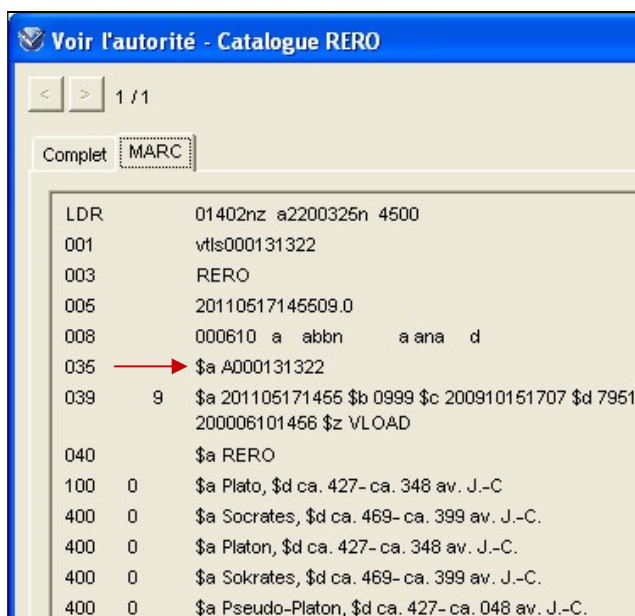 Voir l'autorité - Catalogue RERO
< > 1 / 1
Complet MARC
LDR 01402nz a2200325n 4500
001 vtls000131322
003 RERO
005 20110517145509.0
008 000610 a abbn a ana d
035 $a A000131322
039 9 $a 201105171455 $b 0999 $c 200910151707 $d 7951
200006101456 $z VLOAD
040 $a RERO
100 0 $a Plato, $d ca. 427- ca. 348 av. J.-C
400 0 $a Socrates, $d ca. 469- ca. 399 av. J.-C.
400 0 $a Platon, $d ca. 427- ca. 348 av. J.-C.
400 0 $a Sokrates, $d ca. 469- ca. 399 av. J.-C.
400 0 $a Pseudo-Platon, $d ca. 427- ca. 048 av. J.-C.